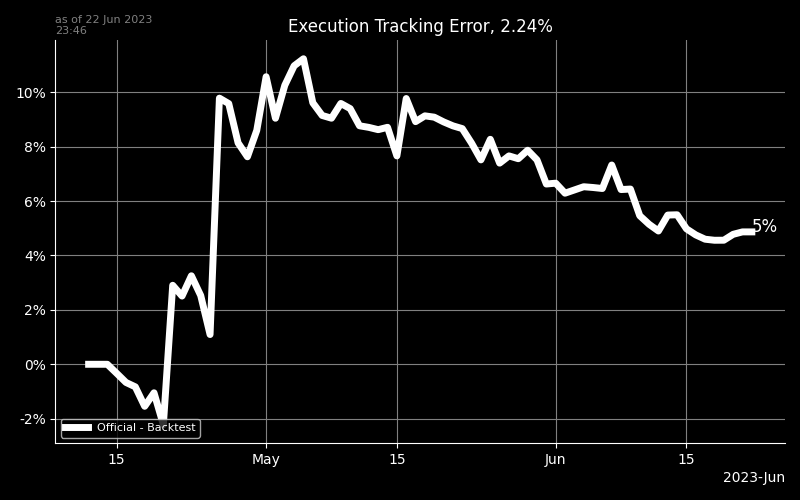 as of 22 Jun 2023
23:46
Execution Tracking Error, 2.24%
10%
8%
6%
4%
2%
0%
-2%
5%
Official - Backtest
15
May
15
Jun
15
2023-Jun